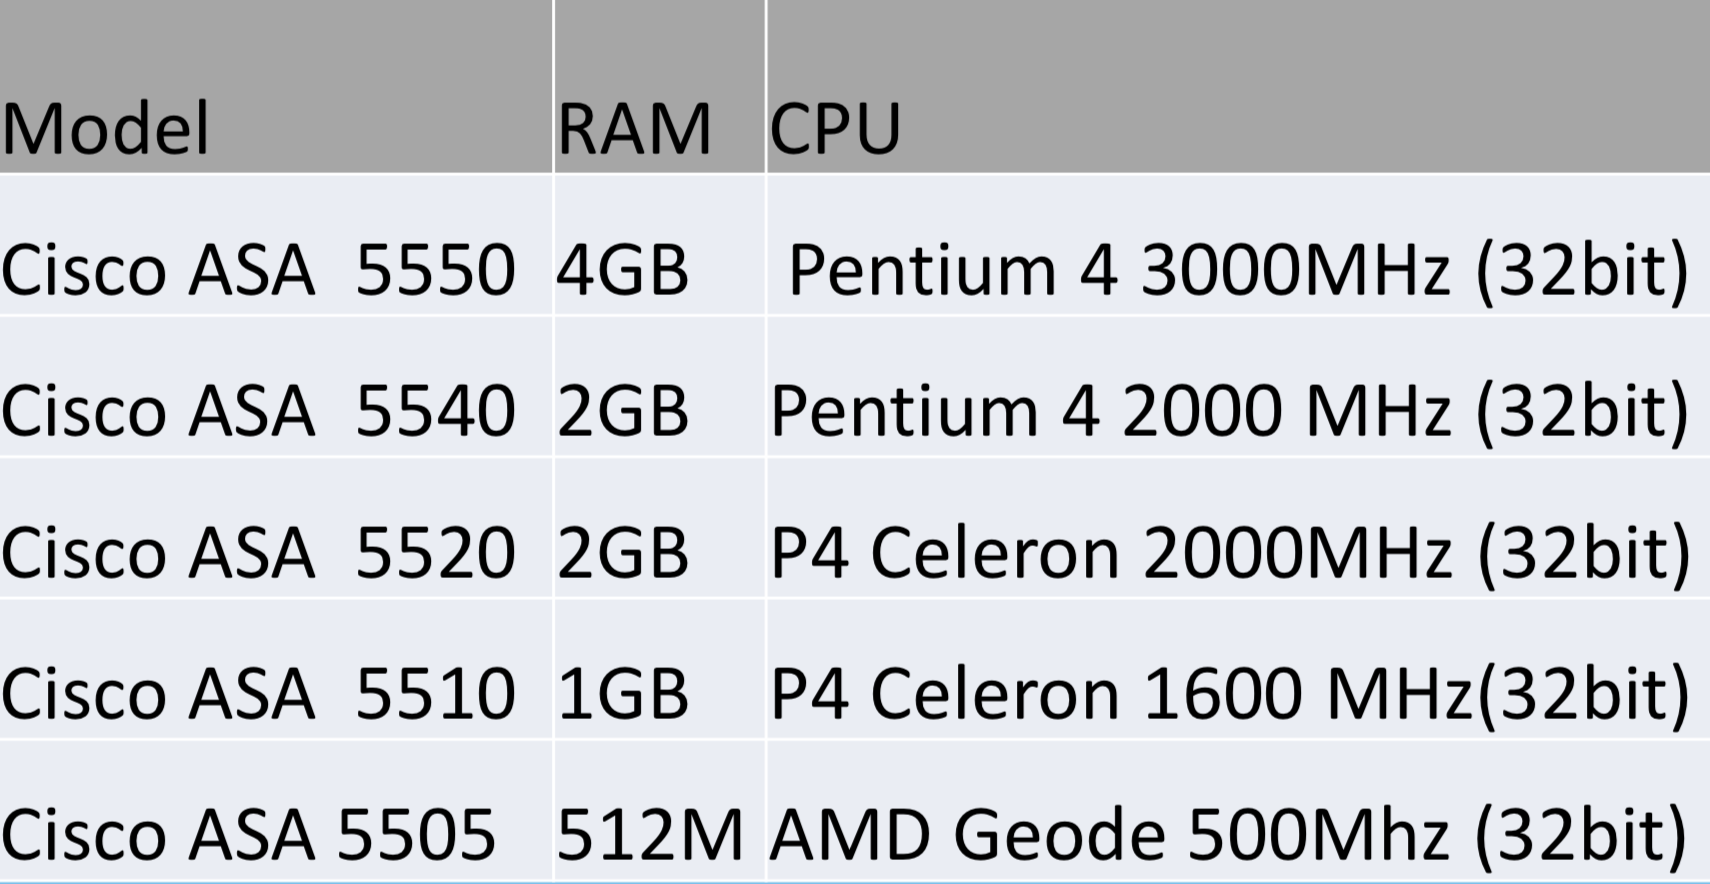 Model RAM CPU
Cisco ASA  5550 4GB Pentium 4 3000MHz (32bit)
Cisco ASA  5540 2GB Pentium 4 2000 MHz (32bit)
Cisco ASA  5520 2GB P4 Celeron 2000MHz (32bit)
Cisco ASA  5510 1GB P4 Celeron 1600 MHz(32bit)
Cisco ASA 5505 512M AMD Geode 500Mhz (32bit)